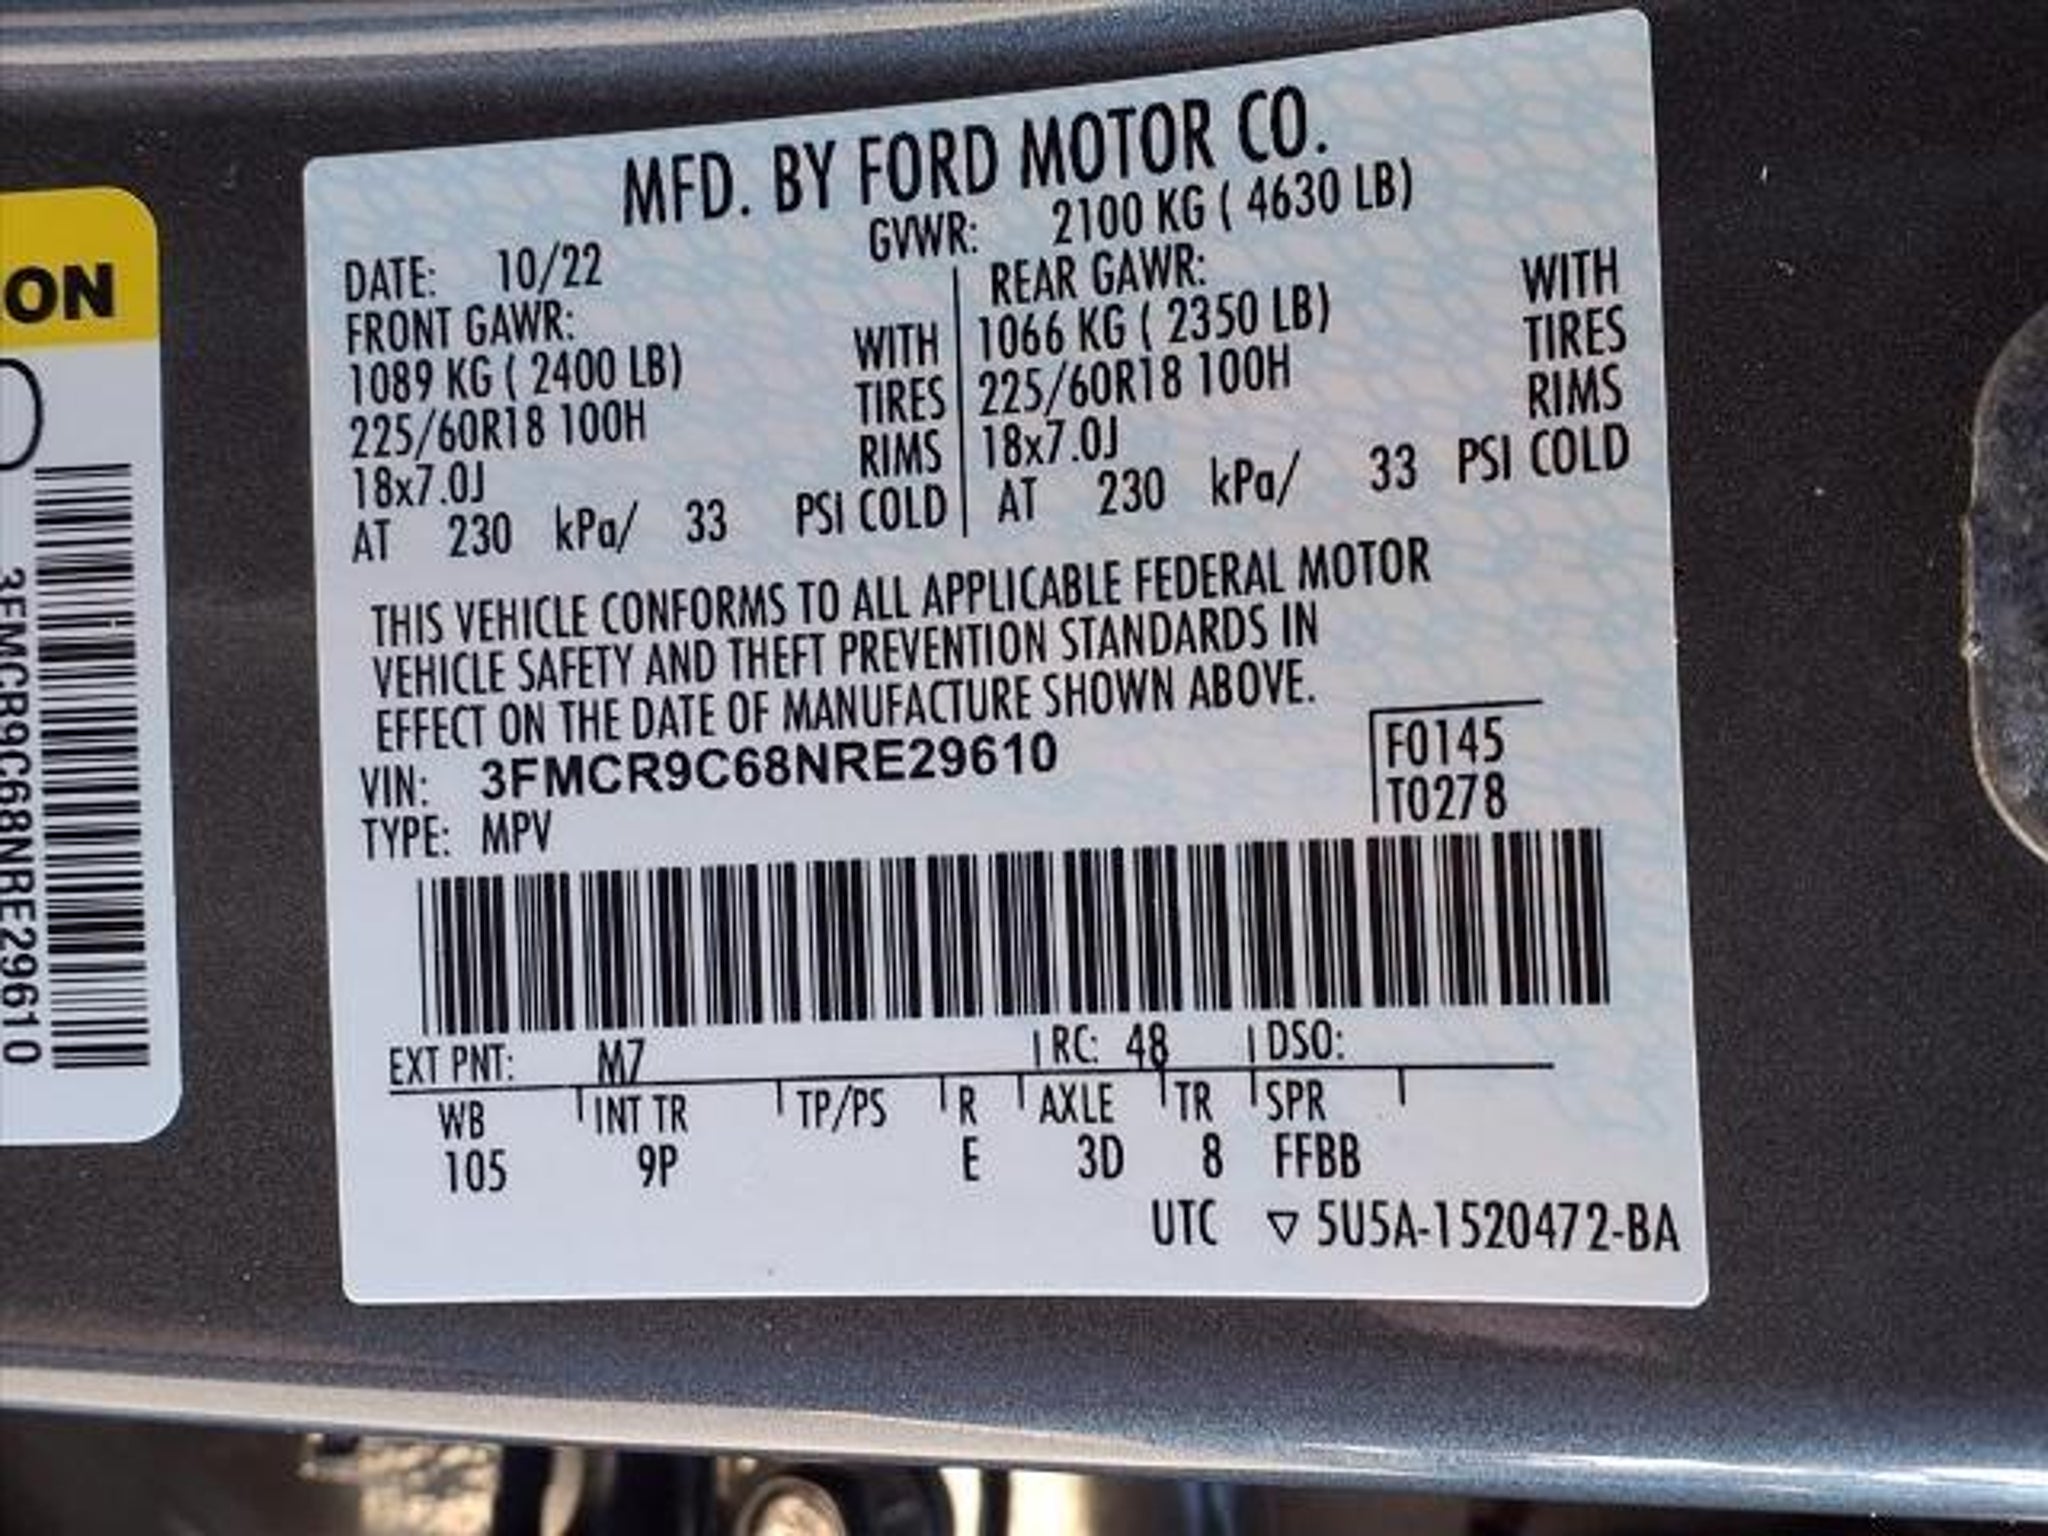 MFD. BY FORD MOTOR CO.
DATE: 10/22 GVWR: 2100 KG ( 4630 LB)
FRONT GAWR:
1089 KG ( 2400 LB) WITH
225/60R18 100H TIRES
18x7.0J RIMS
AT 230 kPa/ 33 PSI COLD
REAR GAWR: WITH
1066 KG ( 2350 LB) TIRES
225/60R18 100H RIMS
18x7.0J
AT 230 kPa/ 33 PSI COLD
THIS VEHICLE CONFORMS TO ALL APPLICABLE FEDERAL MOTOR
VEHICLE SAFETY AND THEFT PREVENTION STANDARDS IN
EFFECT ON THE DATE OF MANUFACTURE SHOWN ABOVE.
VIN: 3FMCR9C68NRE29610 F0145
TYPE: MPV T0278
EXT PNT: M7 RC: 48 DSO:
WB INT TR TP/PS R AXLE TR SPR
105 9P E 3D 8 FFBB
UTC ▽ 5U5A-1520472-BA
ON
3FMCR9C68NRE29610